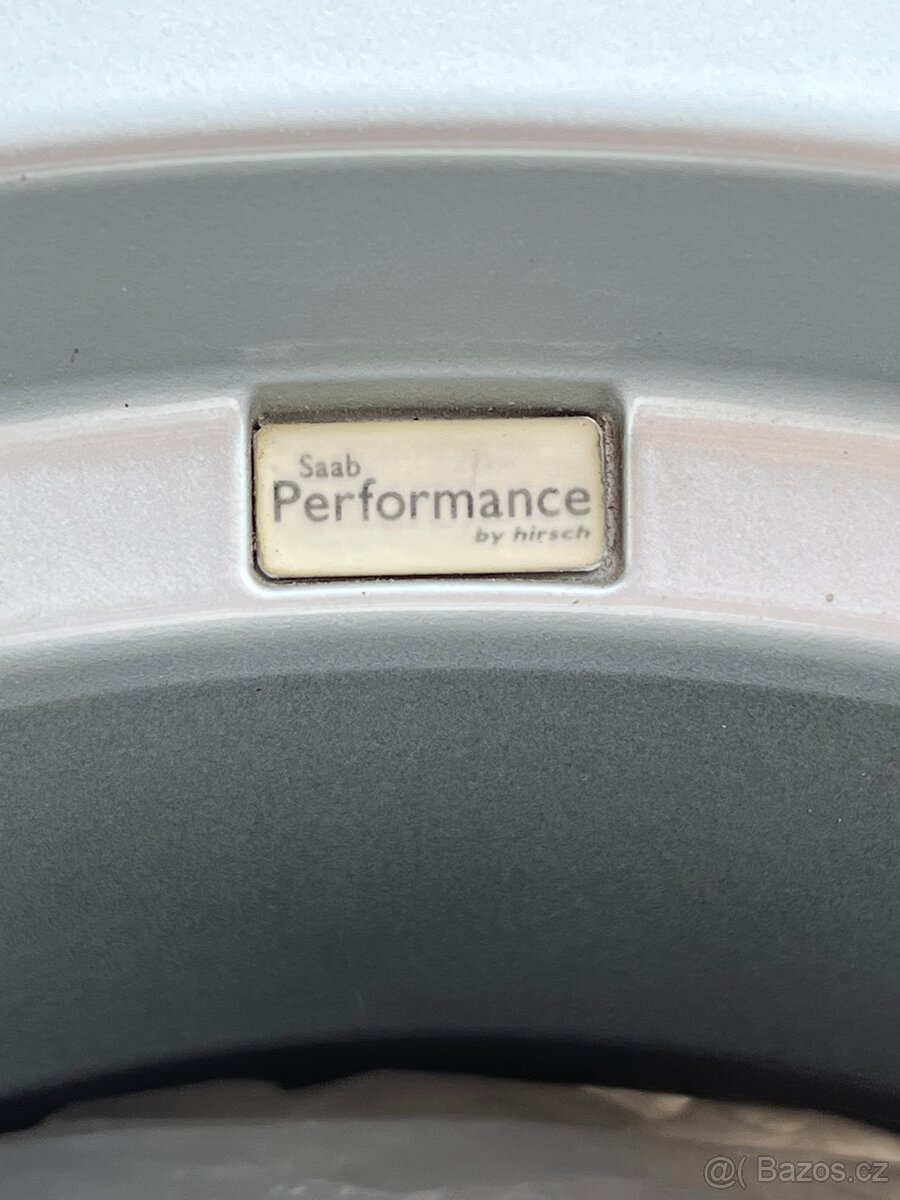 Saab
Performance
by hirsch
@( Bazos.cz